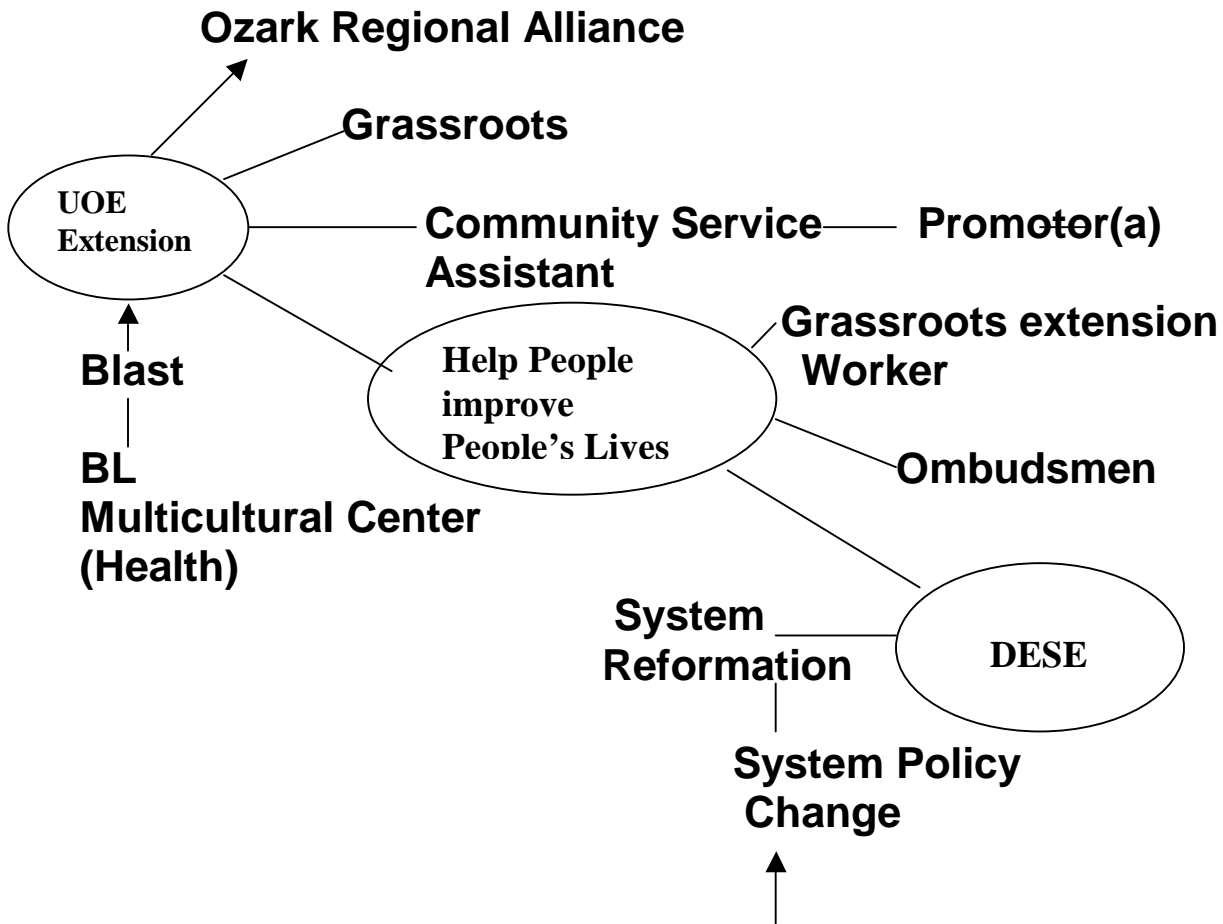 Ozark Regional Alliance
Grassroots
UOE
Extension
Community Service
Assistant
Promotor(a)
Grassroots extension
Worker
Blast
Help People
improve
People’s Lives
Ombudsmen
BL
Multicultural Center
(Health)
System
Reformation
DESE
System Policy
Change